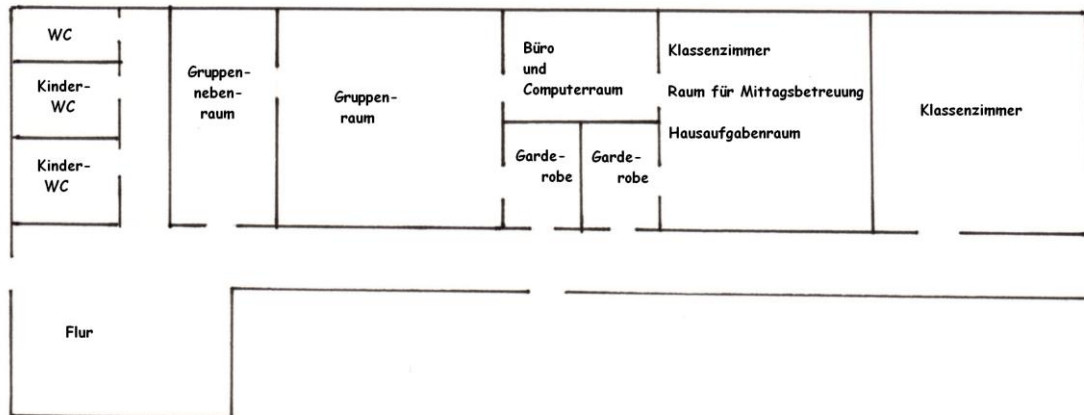 WC
Kinder-
WC
Kinder-
WC
Gruppen-
neben-
raum
Gruppen-
raum
Büro
und
Computerraum
Garde-
robe
Garde-
robe
Klassenzimmer
Raum für Mittagsbetreuung
Hausaufgabenraum
Klassenzimmer
Flur